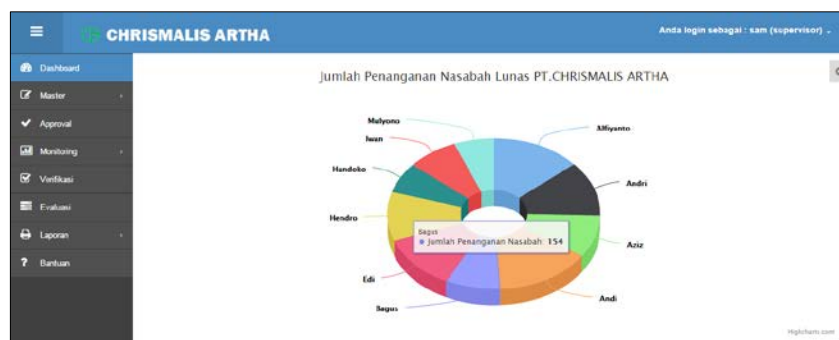 CHRISMALIS ARTHA
Anda login sebagai : sam (supervisor)
Dashboard
Master
Approval
Monitoring
Verifikasi
Evaluasi
Laporan
Bantuan
Jumlah Penanganan Nasabah Lunas PT.CHRISMALIS ARTHA
Mulyono
Iwan
Handoko
Hendro
Edi
Bagus
Alfiyanto
Andri
Aziz
Andi
Bagus
Jumlah Penanganan Nasabah: 154
Highcharts.com